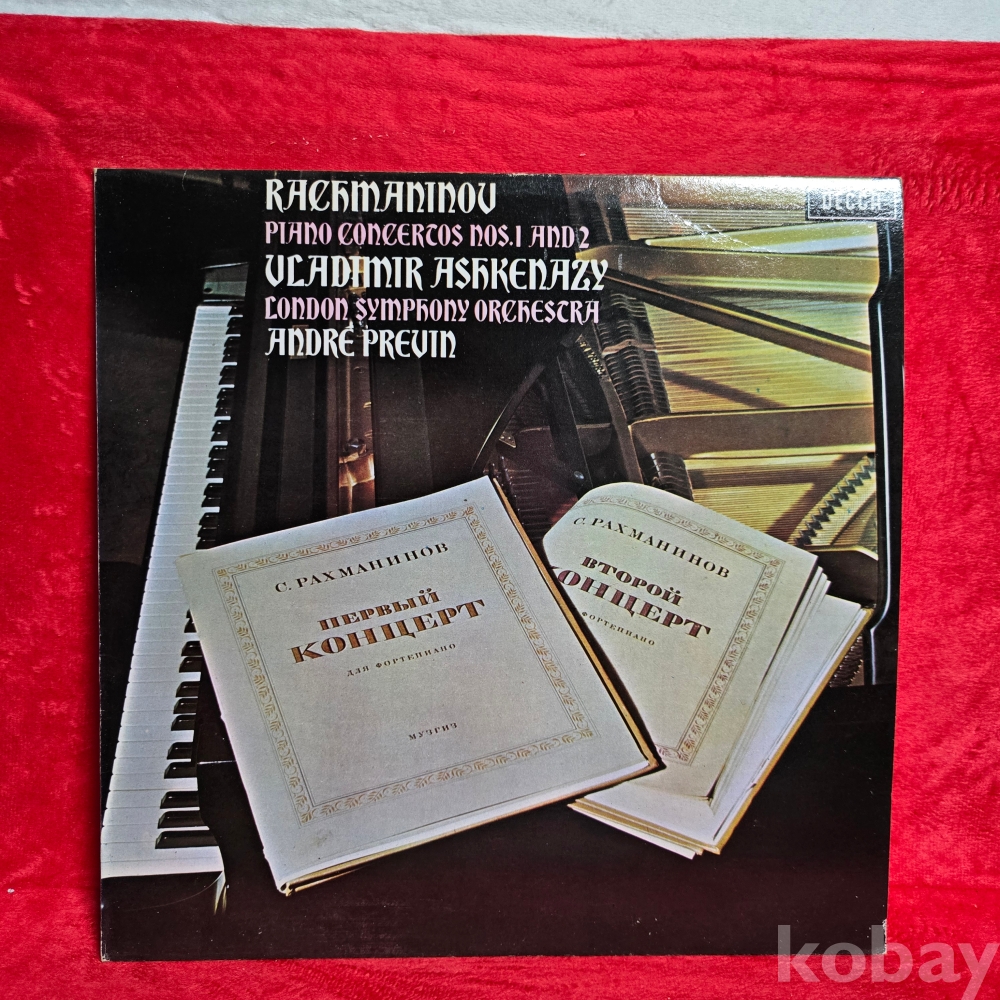 RACHMANINOV
PIANO CONCERTOS NOS.1 AND 2
VLADIMIR ASHKENAZY
LONDON SYMPHONY ORCHESTRA
ANDRÉ PREVIN
DECCA
С. РАХМАНИНОВ
ПЕРВЫЙ
КОНЦЕРТ
ДЛЯ ФОРТЕПИАНО
МУЗГИЗ
С. РАХМАНИНОВ
ВТОРОЙ
КОНЦЕРТ
ФОРТЕПИАНО
kobay